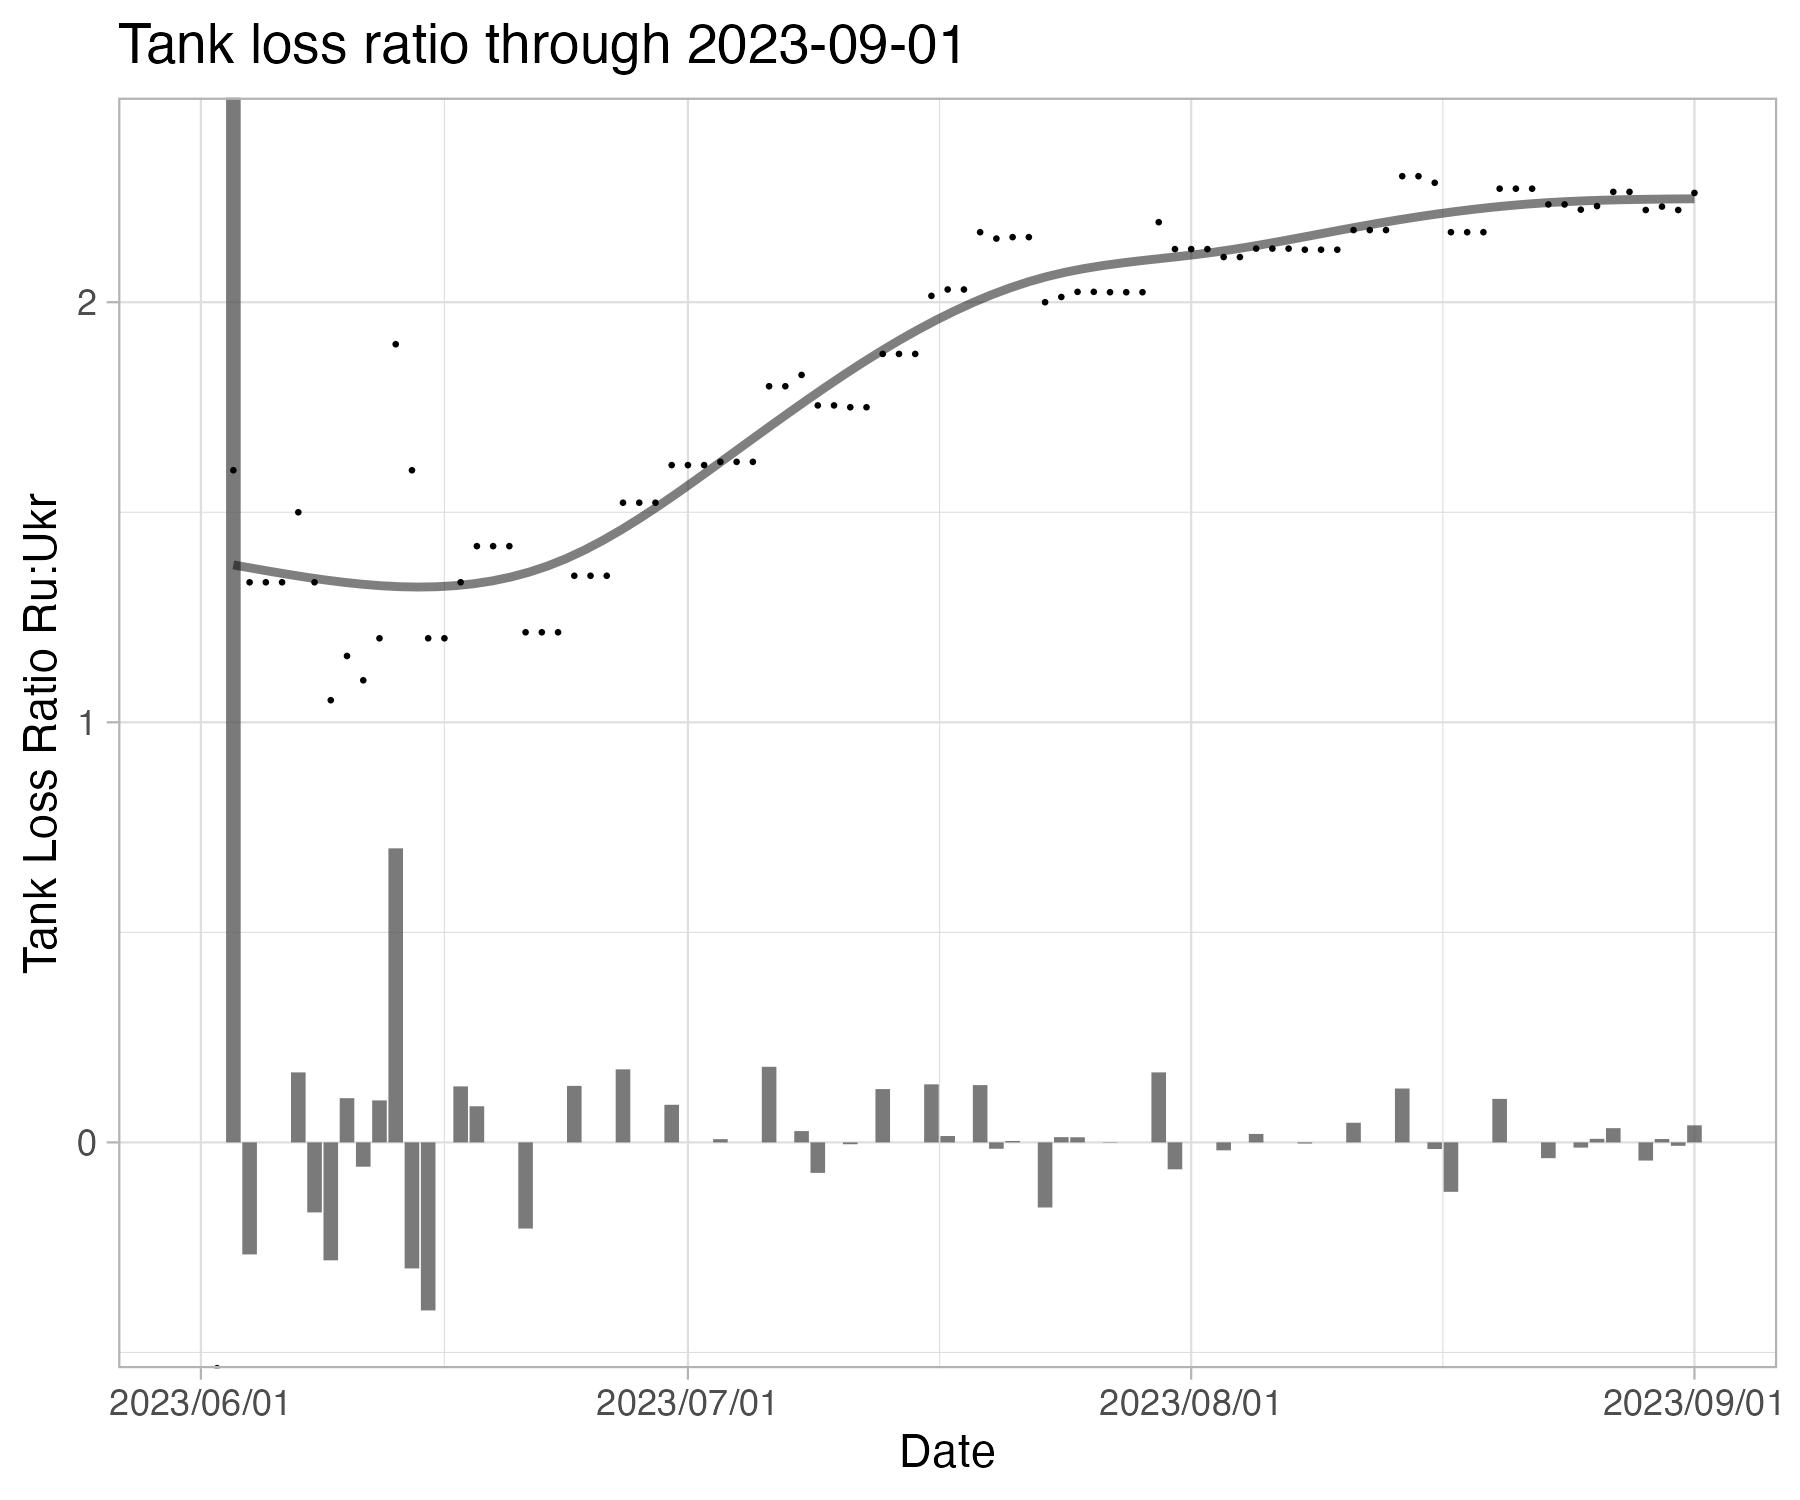 Tank loss ratio through 2023-09-01
Tank Loss Ratio Ru:Ukr
2
1
0
2023/06/01
2023/07/01
2023/08/01
2023/09/01
Date